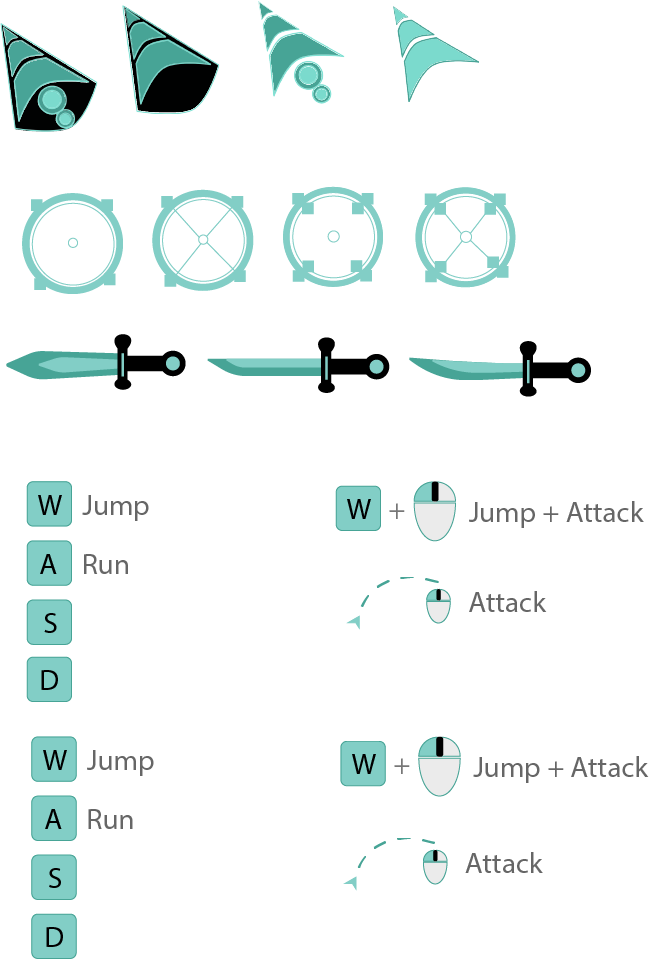 W Jump
W + Jump + Attack
A Run
Attack
S
D
W Jump
W + Jump + Attack
A Run
Attack
S
D